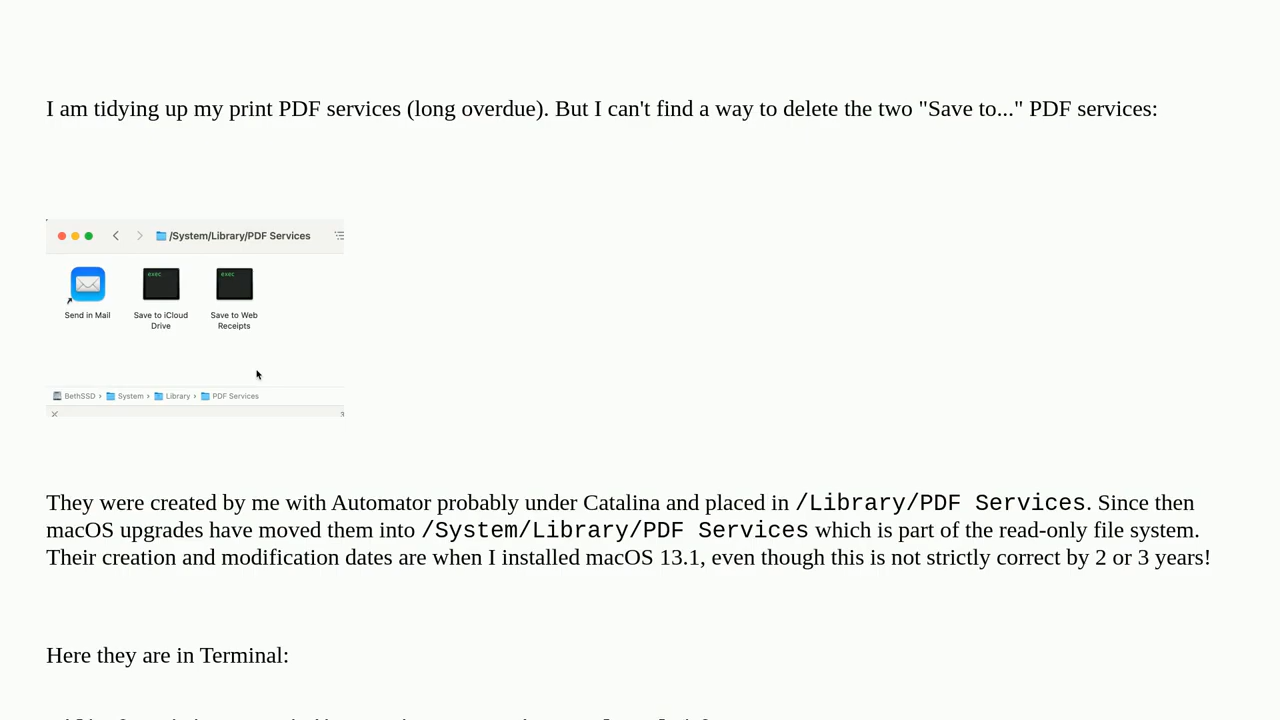 I am tidying up my print PDF services (long overdue). But I can't find a way to delete the two "Save to..." PDF services:
/System/Library/PDF Services
exec
exec
Send in Mail
Save to iCloud Drive
Save to Web Receipts
BethSSD › System › Library › PDF Services
They were created by me with Automator probably under Catalina and placed in /Library/PDF Services. Since then
macOS upgrades have moved them into /System/Library/PDF Services which is part of the read-only file system.
Their creation and modification dates are when I installed macOS 13.1, even though this is not strictly correct by 2 or 3 years!
Here they are in Terminal: